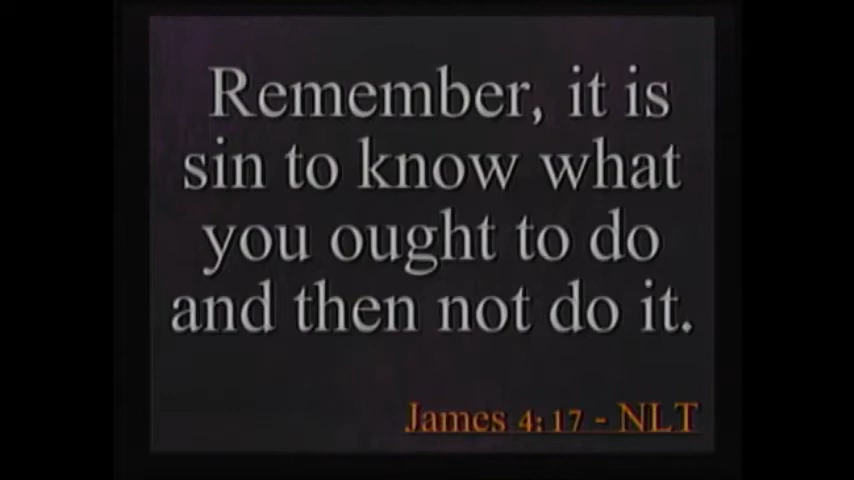 Remember, it is
sin to know what
you ought to do
and then not do it.
James 4:17 - NLT